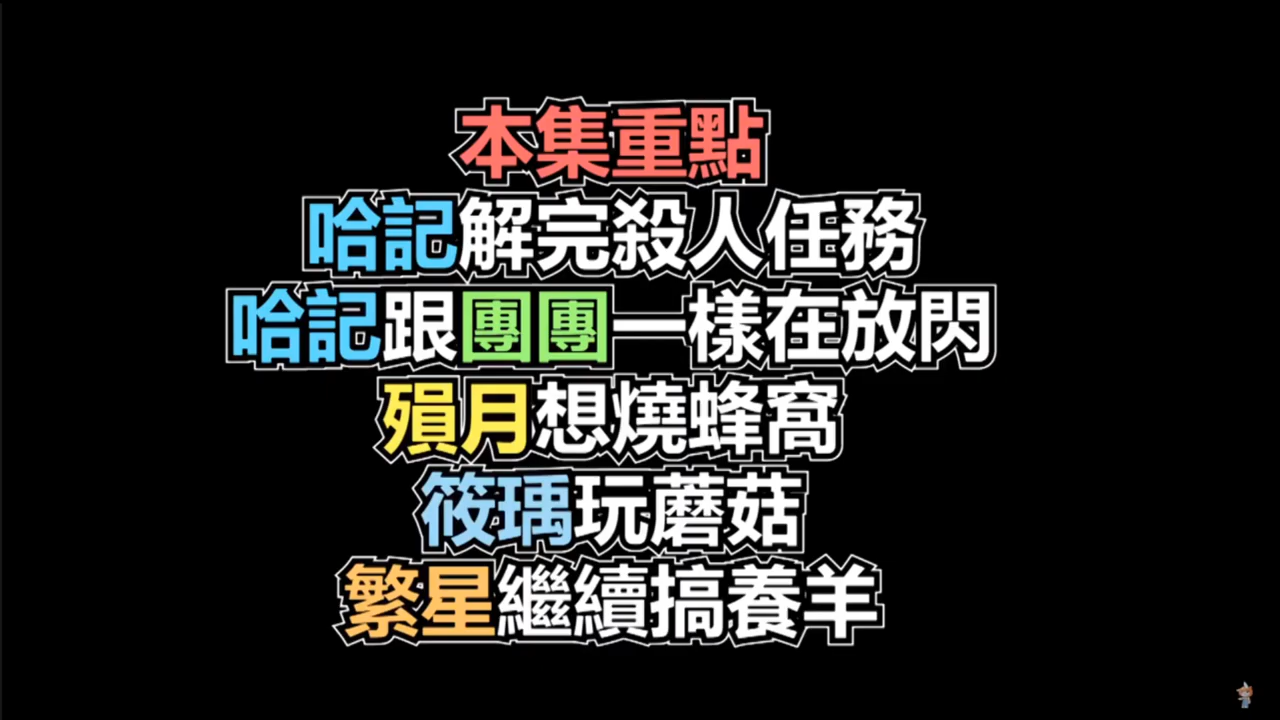 本集重點
哈記解完殺人任務
哈記跟團團一樣在放閃
殞月想燒蜂窩
筱瑀玩蘑菇
繁星繼續搞養羊